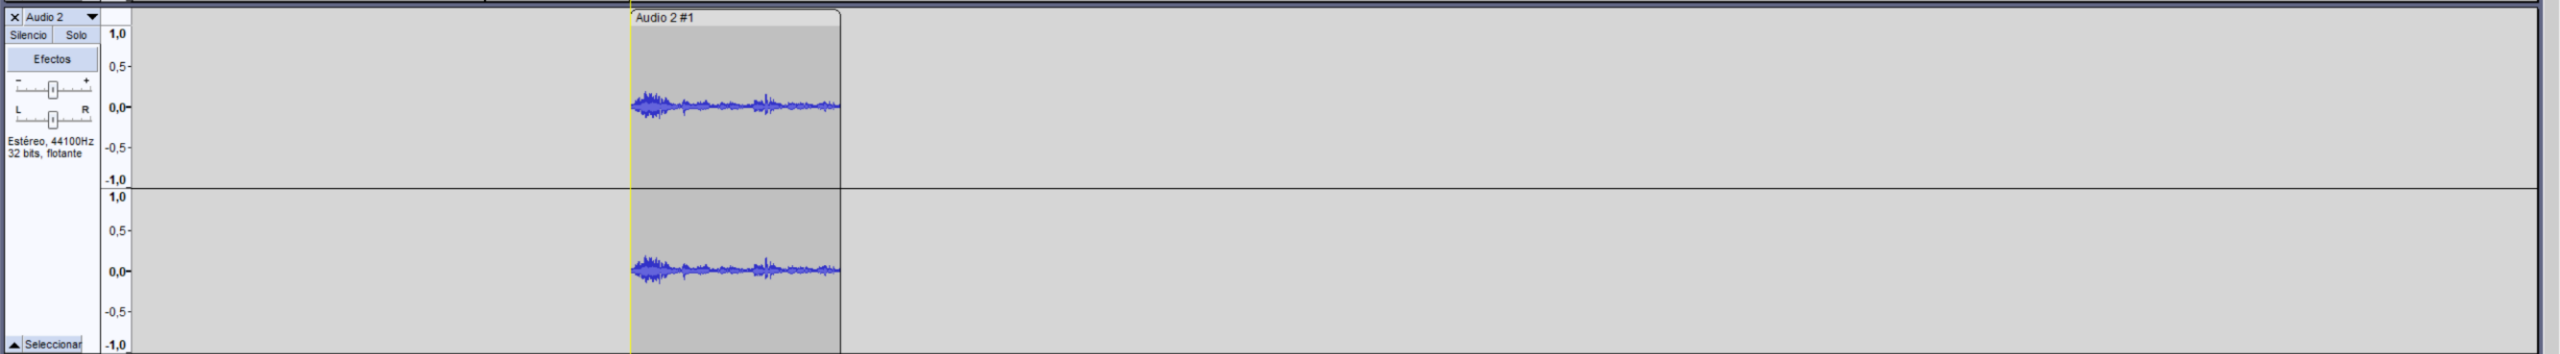 Audio 2
Silencio Solo
Efectos
- +
L R
Estéreo, 44100Hz
32 bits, flotante
Seleccionar
1,0
0,5
0,0
-0,5
-1,0
1,0
0,5
0,0
-0,5
-1,0
Audio 2 #1